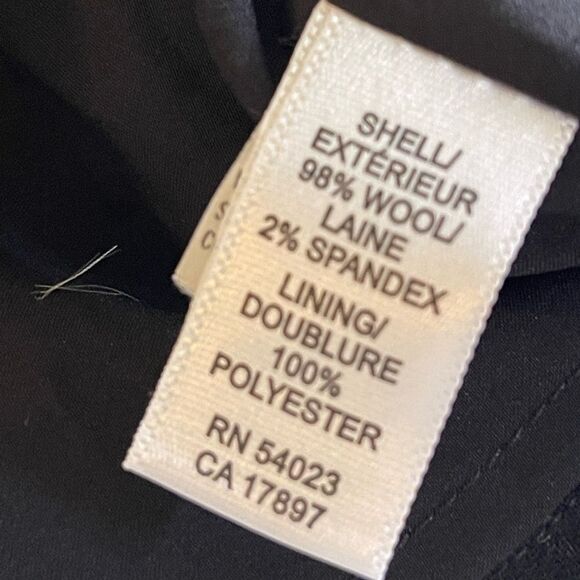 SHELL/
EXTÉRIEUR
98% WOOL/
LAINE
2% SPANDEX
LINING/
DOUBLURE
100%
POLYESTER
RN 54023
CA 17897